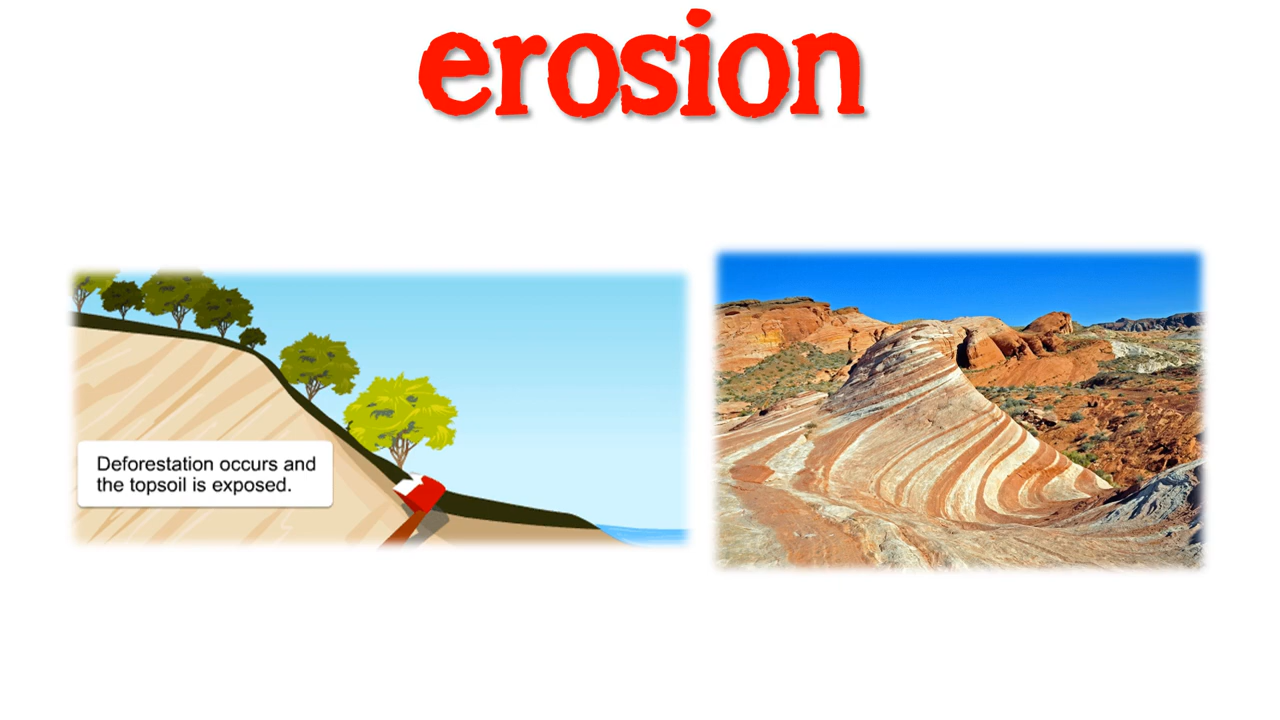 erosion
Deforestation occurs and
the topsoil is exposed.